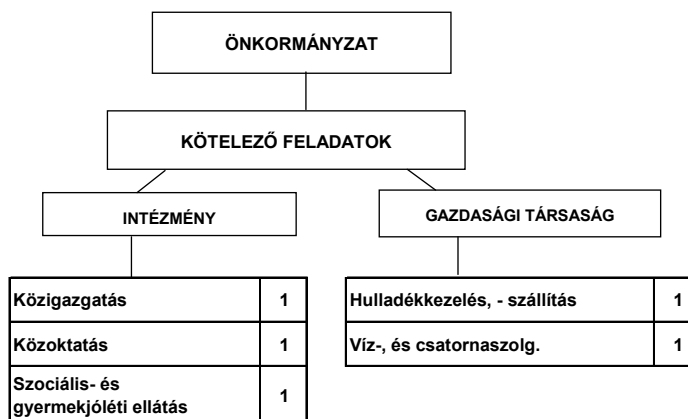 ÖNKORMÁNYZAT
KÖTELEZŐ FELADATOK
INTÉZMÉNY
GAZDASÁGI TÁRSASÁG
Közigazgatás 1
Közoktatás 1
Szociális- és
gyermekjóléti ellátás 1
Hulladékkezelés, - szállítás 1
Víz-, és csatornaszolg. 1